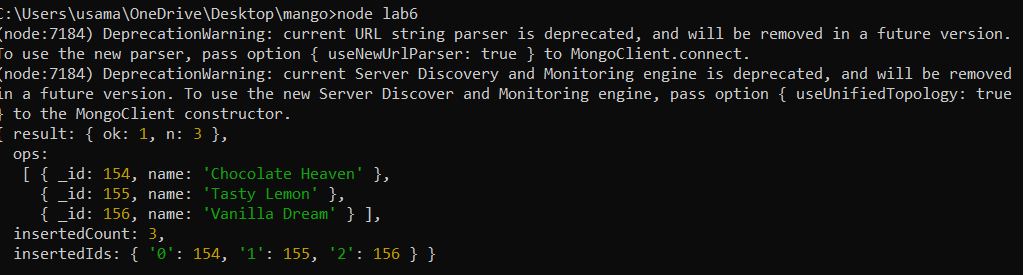 C:\Users\usama\OneDrive\Desktop\mango>node lab6
(node:7184) DeprecationWarning: current URL string parser is deprecated, and will be removed in a future version.
To use the new parser, pass option { useNewUrlParser: true } to MongoClient.connect.
(node:7184) DeprecationWarning: current Server Discovery and Monitoring engine is deprecated, and will be removed
in a future version. To use the new Server Discover and Monitoring engine, pass option { useUnifiedTopology: true
} to the MongoClient constructor.
{ result: { ok: 1, n: 3 },
  ops:
   [ { _id: 154, name: 'Chocolate Heaven' },
     { _id: 155, name: 'Tasty Lemon' },
     { _id: 156, name: 'Vanilla Dream' } ],
  insertedCount: 3,
  insertedIds: { '0': 154, '1': 155, '2': 156 } }